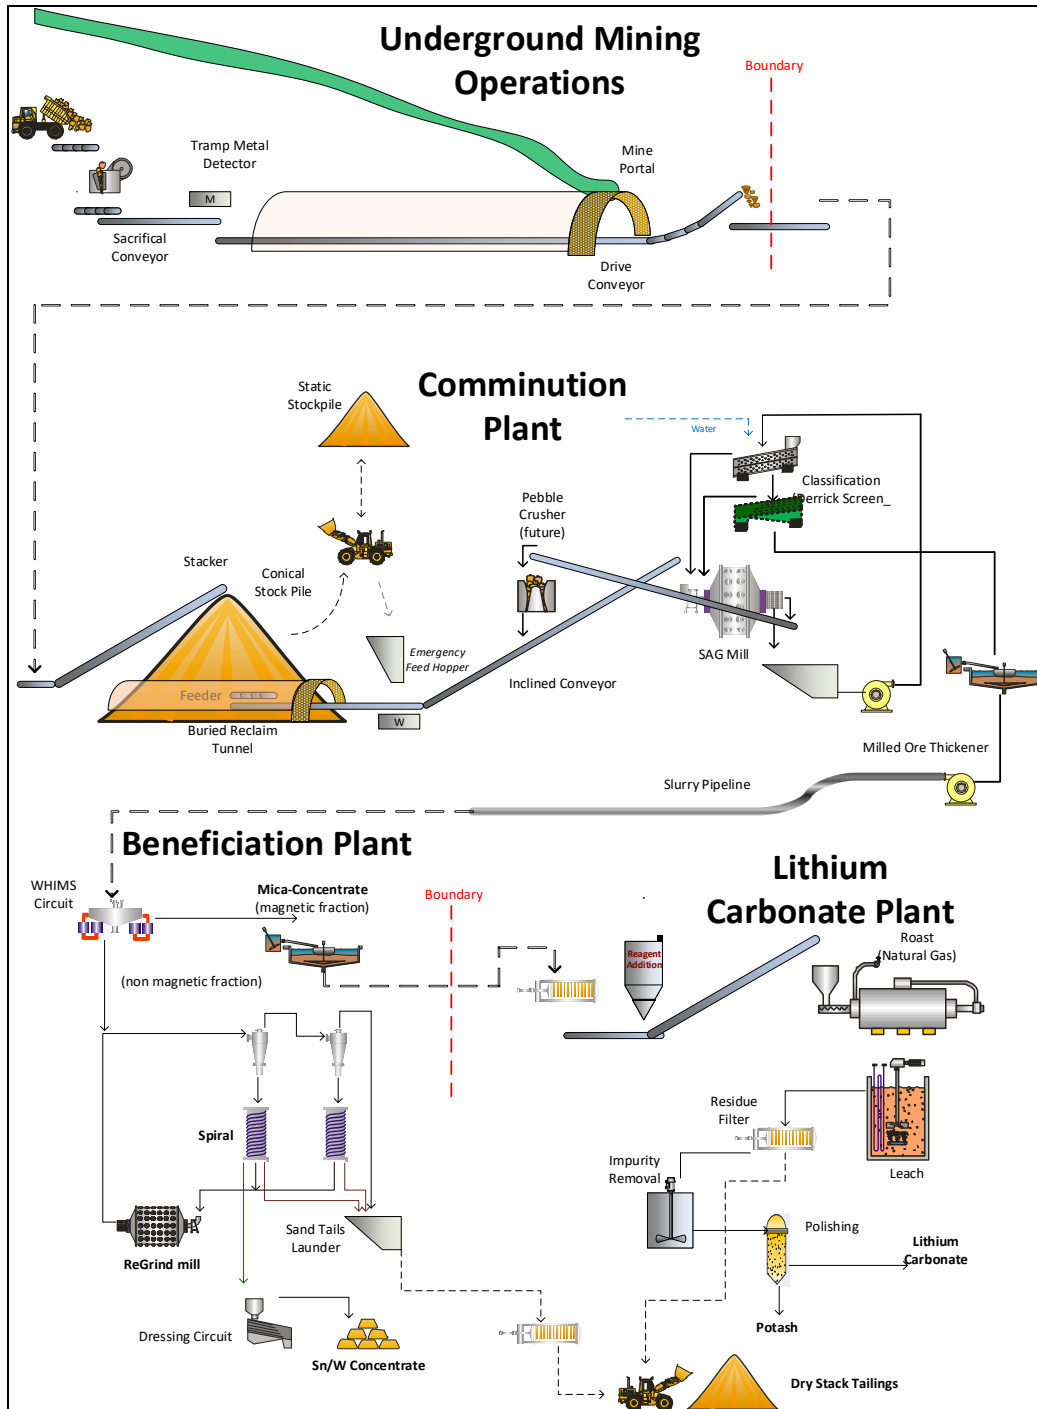 Underground Mining
Operations
Boundary
Tramp Metal
Detector
M
Mine
Portal
Sacrifical
Conveyor
Drive
Conveyor
Comminution
Plant
Static
Stockpile
Water
Classification
(Derrick Screen_
Pebble
Crusher
(future)
Stacker
Conical
Stock Pile
Emergency
Feed Hopper
SAG Mill
Inclined Conveyor
Feeder
W
Buried Reclaim
Tunnel
Milled Ore Thickener
Slurry Pipeline
Beneficiation Plant
Lithium
Carbonate Plant
WHIMS
Circuit
Mica-Concentrate
(magnetic fraction)
Boundary
(non magnetic fraction)
Reagent
Addition
Roast
(Natural Gas)
Spiral
Residue
Filter
Leach
Impurity
Removal
Sand Tails
Launder
ReGrind mill
Polishing
Lithium
Carbonate
Potash
Dressing Circuit
Sn/W Concentrate
Dry Stack Tailings